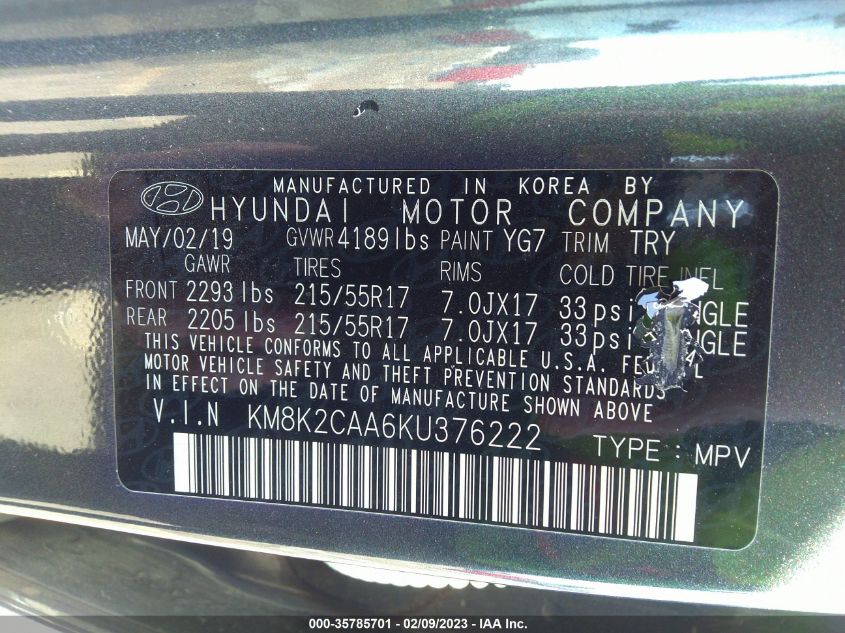 MANUFACTURED IN KOREA BY
HYUNDAI MOTOR COMPANY
MAY/02/19 GVWR 4189 lbs PAINT YG7 TRIM TRY
GAWR TIRES RIMS COLD TIRE INFL
FRONT 2293 lbs 215/55R17 7.0JX17 33 psi
REAR 2205 lbs 215/55R17 7.0JX17 33 psi
THIS VEHICLE CONFORMS TO ALL APPLICABLE U.S.A.
MOTOR VEHICLE SAFETY AND THEFT PREVENTION STANDARDS
IN EFFECT ON THE DATE OF MANUFACTURE SHOWN ABOVE
V.I.N KM8K2CAA6KU376222 TYPE : MPV
000-35785701 - 02/09/2023 - IAA Inc.